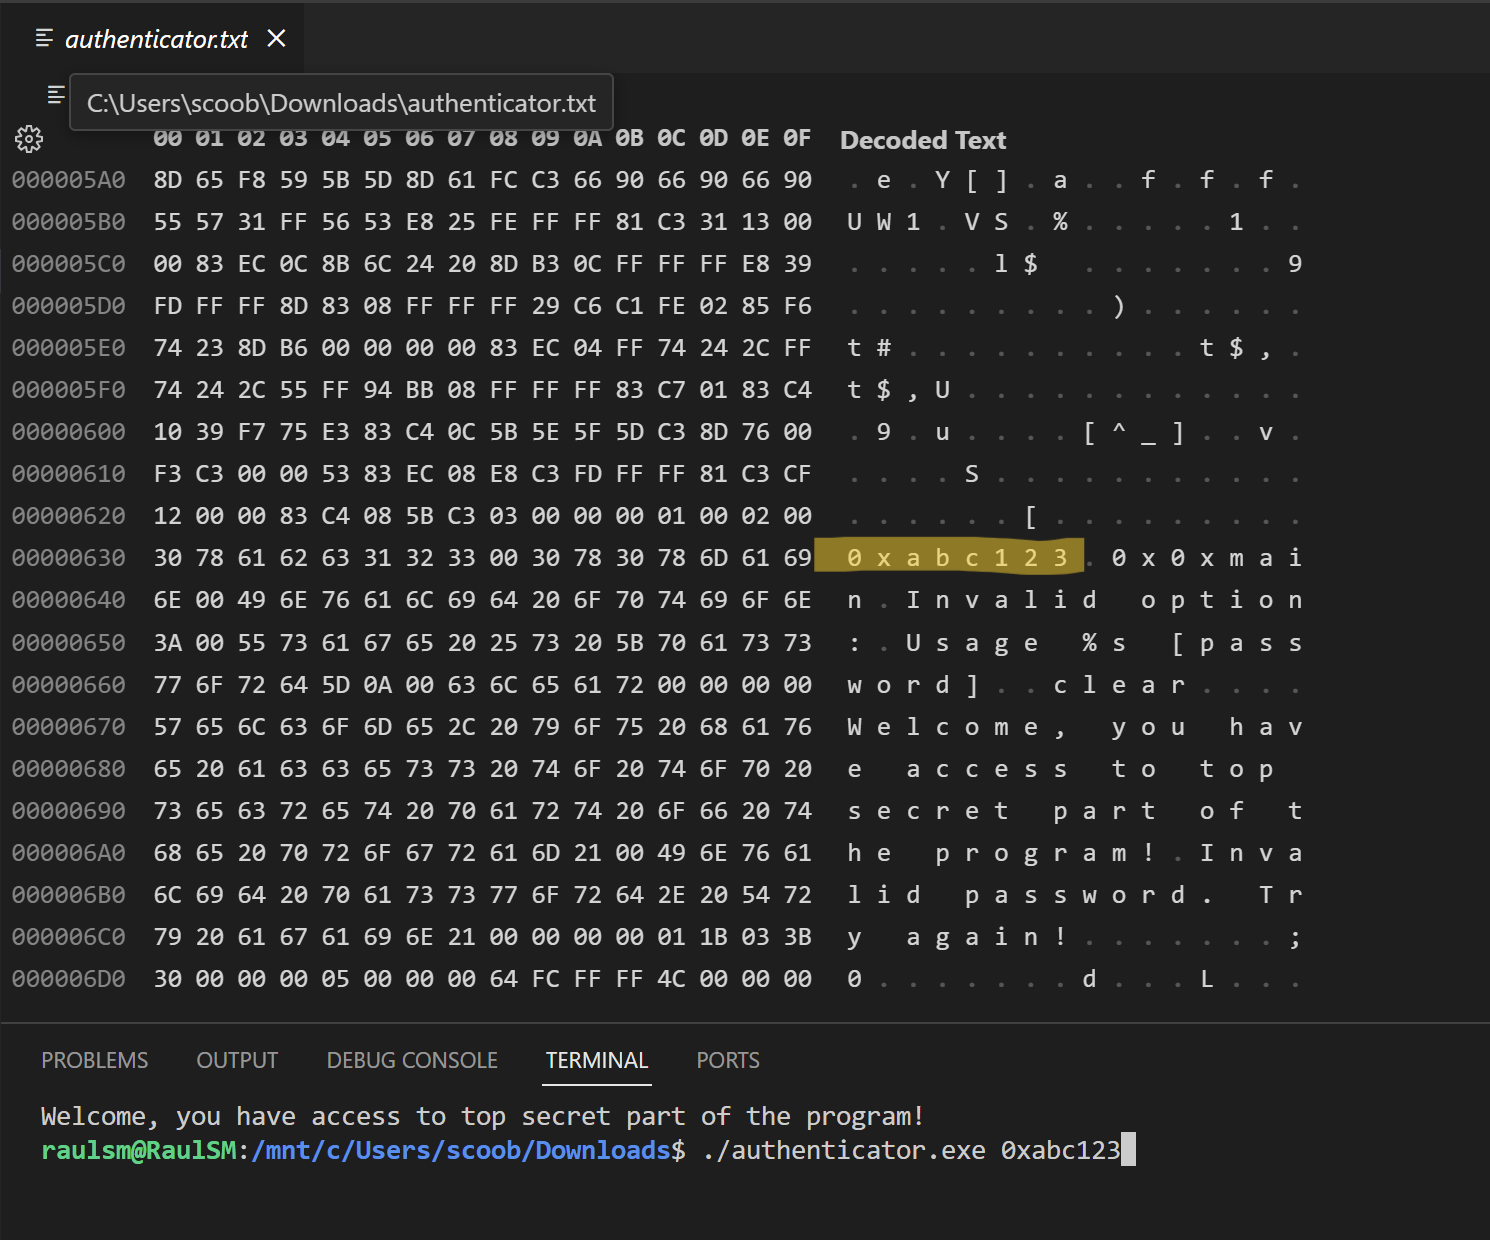 authenticator.txt
C:\Users\scoob\Downloads\authenticator.txt
00 01 02 03 04 05 06 07 08 09 0A 0B 0C 0D 0E 0F Decoded Text
000005A0 8D 65 F8 59 5B 5D 8D 61 FC C3 66 90 66 90 66 90 . e . Y [ ] . a . . f . f . f .
000005B0 55 57 31 FF 56 53 E8 25 FE FF FF 81 C3 31 13 00 U W 1 . V S . % . . . . . 1 . .
000005C0 00 83 EC 0C 8B 6C 24 20 8D B3 0C FF FF FF E8 39 . . . . . l $   . . . . . . . 9
000005D0 FD FF FF 8D 83 08 FF FF FF 29 C6 C1 FE 02 85 F6 . . . . . . . . . ) . . . . . .
000005E0 74 23 8D B6 00 00 00 00 83 EC 04 FF 74 24 2C FF t # . . . . . . . . . . t $ , .
000005F0 74 24 2C 55 FF 94 BB 08 FF FF FF 83 C7 01 83 C4 t $ , U . . . . . . . . . . . .
00000600 10 39 F7 75 E3 83 C4 0C 5B 5E 5F 5D C3 8D 76 00 . 9 . u . . . . [ ^ _ ] . . v .
00000610 F3 C3 00 00 53 83 EC 08 E8 C3 FD FF FF 81 C3 CF . . . . S . . . . . . . . . . .
00000620 12 00 00 83 C4 08 5B C3 03 00 00 00 01 00 02 00 . . . . . . [ . . . . . . . . .
00000630 30 78 61 62 63 31 32 33 00 30 78 30 78 6D 61 69 0 x a b c 1 2 3 . 0 x 0 x m a i
00000640 6E 00 49 6E 76 61 6C 69 64 20 6F 70 74 69 6F 6E n . I n v a l i d   o p t i o n
00000650 3A 00 55 73 61 67 65 20 25 73 20 5B 70 61 73 73 : . U s a g e   % s   [ p a s s
00000660 77 6F 72 64 5D 0A 00 63 6C 65 61 72 00 00 00 00 w o r d ] . . c l e a r . . . .
00000670 57 65 6C 63 6F 6D 65 2C 20 79 6F 75 20 68 61 76 W e l c o m e ,   y o u   h a v
00000680 65 20 61 63 63 65 73 73 20 74 6F 20 74 6F 70 20 e   a c c e s s   t o   t o p
00000690 73 65 63 72 65 74 20 70 61 72 74 20 6F 66 20 74 s e c r e t   p a r t   o f   t
000006A0 68 65 20 70 72 6F 67 72 61 6D 21 00 49 6E 76 61 h e   p r o g r a m ! . I n v a
000006B0 6C 69 64 20 70 61 73 73 77 6F 72 64 2E 20 54 72 l i d   p a s s w o r d .   T r
000006C0 79 20 61 67 61 69 6E 21 00 00 00 00 01 1B 03 3B y   a g a i n ! . . . . . . . ;
000006D0 30 00 00 00 05 00 00 00 64 FC FF FF 4C 00 00 00 0 . . . . . . . d . . . L . . .
PROBLEMS OUTPUT DEBUG CONSOLE TERMINAL PORTS
Welcome, you have access to top secret part of the program!
raulsm@RaulSM:/mnt/c/Users/scoob/Downloads$ ./authenticator.exe 0xabc123